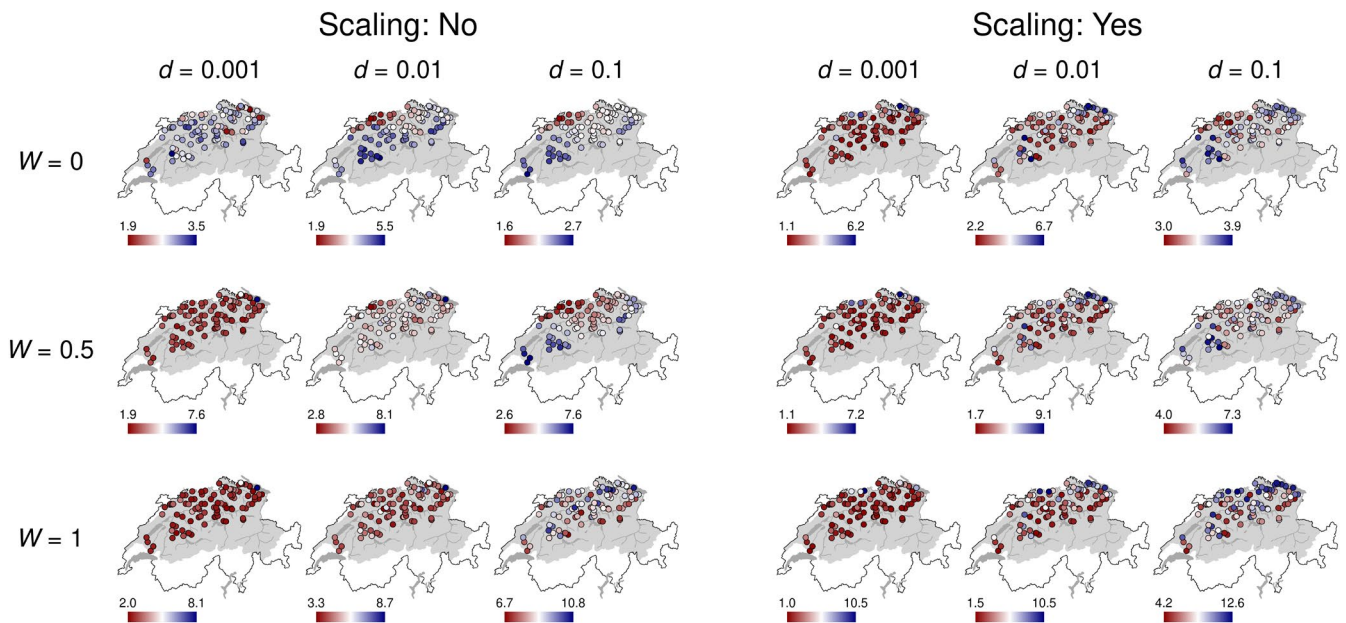 Scaling: No Scaling: Yes
d = 0.001 d = 0.01 d = 0.1 d = 0.001 d = 0.01 d = 0.1
W = 0
1.9 3.5 1.9 5.5 1.6 2.7 1.1 6.2 2.2 6.7 3.0 3.9
W = 0.5
1.9 7.6 2.8 8.1 2.6 7.6 1.1 7.2 1.7 9.1 4.0 7.3
W = 1
2.0 8.1 3.3 8.7 6.7 10.8 1.0 10.5 1.5 10.5 4.2 12.6